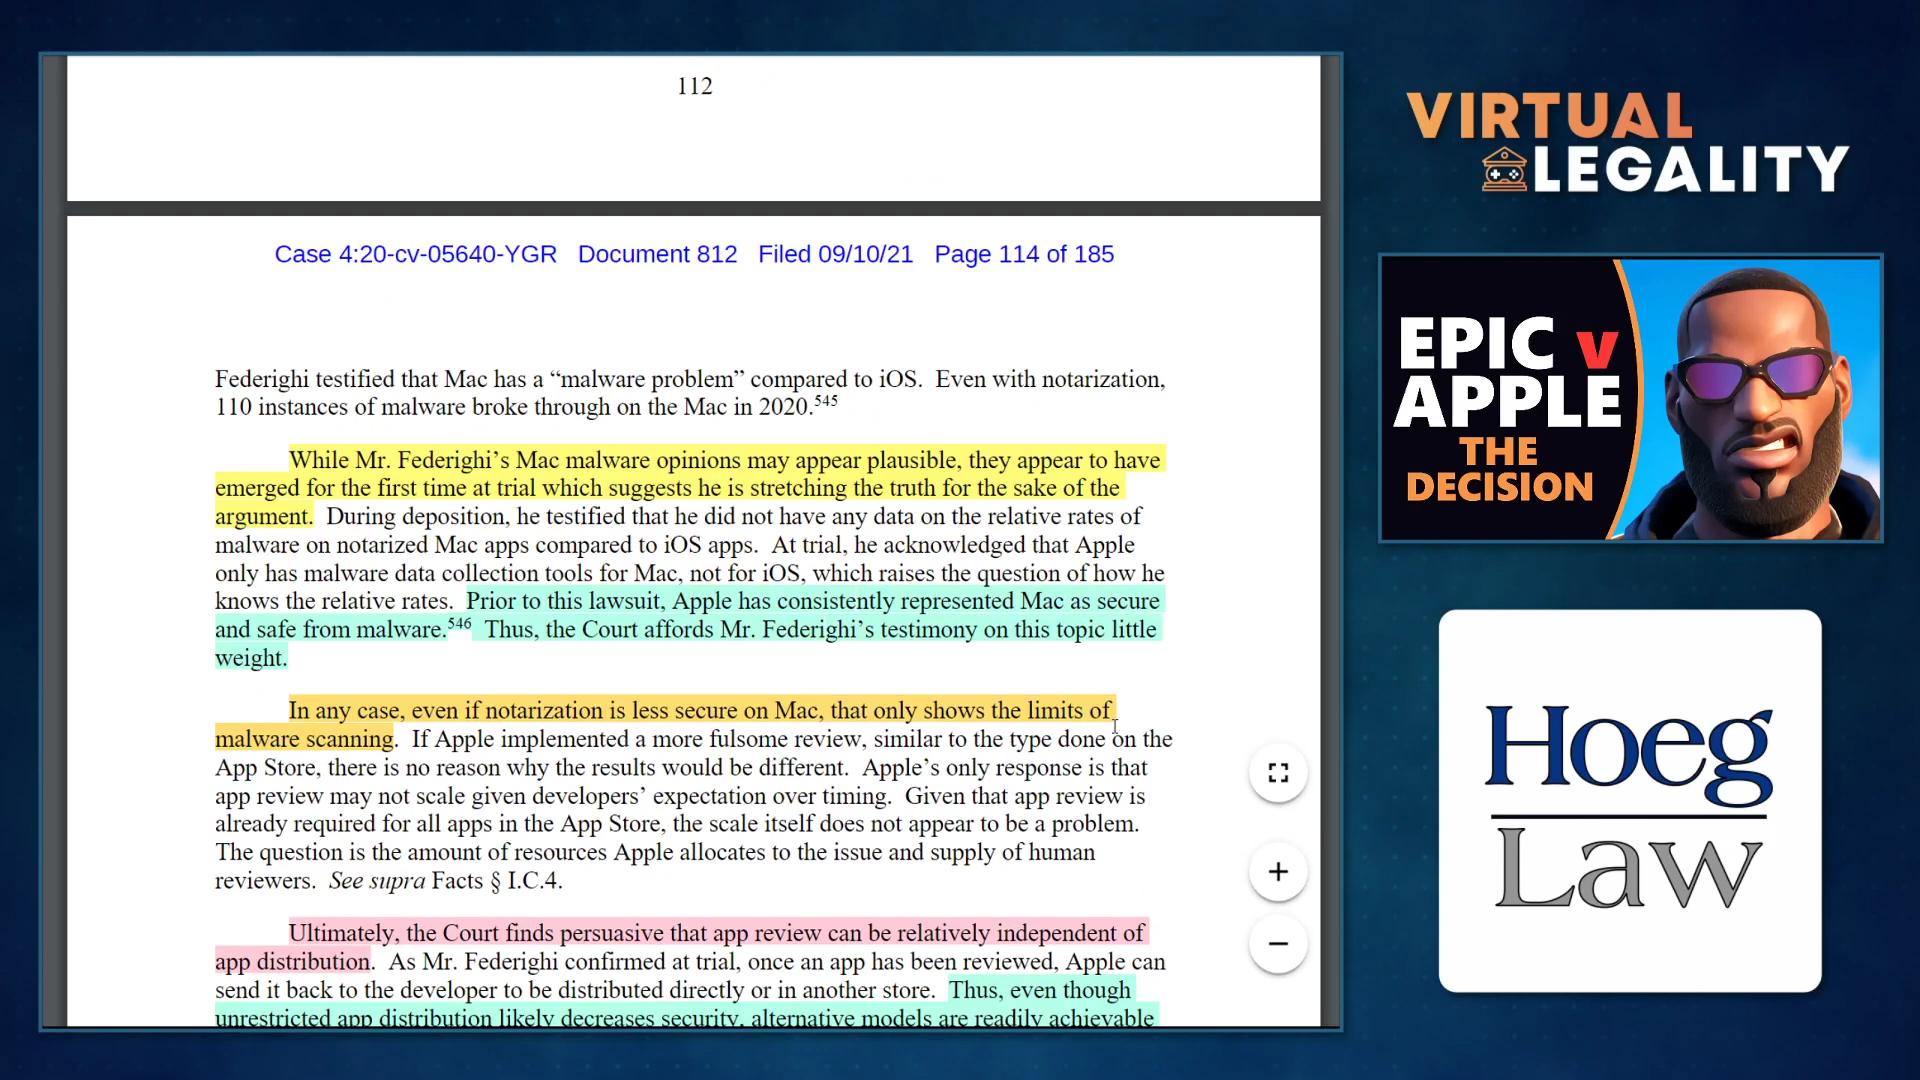 112
Case 4:20-cv-05640-YGR Document 812 Filed 09/10/21 Page 114 of 185
Federighi testified that Mac has a “malware problem” compared to iOS. Even with notarization,
110 instances of malware broke through on the Mac in 2020.545
While Mr. Federighi’s Mac malware opinions may appear plausible, they appear to have
emerged for the first time at trial which suggests he is stretching the truth for the sake of the
argument. During deposition, he testified that he did not have any data on the relative rates of
malware on notarized Mac apps compared to iOS apps. At trial, he acknowledged that Apple
only has malware data collection tools for Mac, not for iOS, which raises the question of how he
knows the relative rates. Prior to this lawsuit, Apple has consistently represented Mac as secure
and safe from malware.546 Thus, the Court affords Mr. Federighi’s testimony on this topic little
weight.
In any case, even if notarization is less secure on Mac, that only shows the limits of
malware scanning. If Apple implemented a more fulsome review, similar to the type done on the
App Store, there is no reason why the results would be different. Apple’s only response is that
app review may not scale given developers’ expectation over timing. Given that app review is
already required for all apps in the App Store, the scale itself does not appear to be a problem.
The question is the amount of resources Apple allocates to the issue and supply of human
reviewers. See supra Facts § I.C.4.
Ultimately, the Court finds persuasive that app review can be relatively independent of
app distribution. As Mr. Federighi confirmed at trial, once an app has been reviewed, Apple can
send it back to the developer to be distributed directly or in another store. Thus, even though
unrestricted app distribution likely decreases security, alternative models are readily achievable
VIRTUAL
LEGALITY
EPIC v
APPLE
THE
DECISION
Hoeg
Law